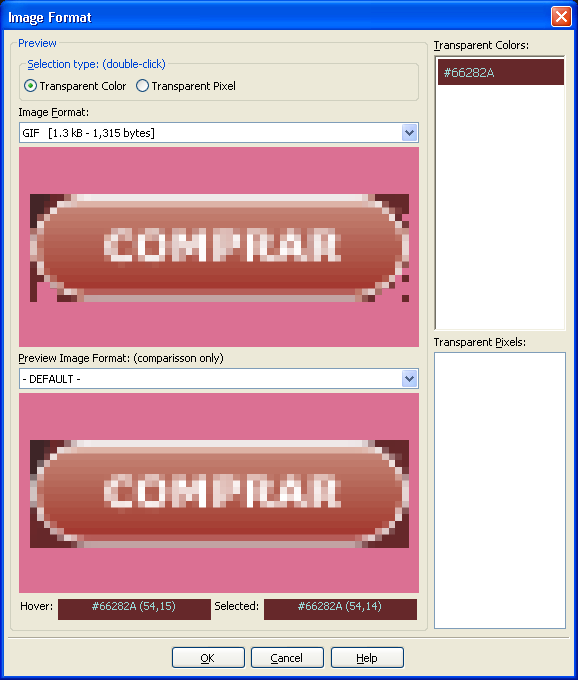 Image Format
Preview
Selection type: (double-click)
Transparent Color
Transparent Pixel
Image Format:
GIF [1.3 kB - 1,315 bytes]
COMPRAR
Preview Image Format: (comparisson only)
- DEFAULT -
COMPRAR
Hover:
#66282A (54,15)
Selected:
#66282A (54,14)
Transparent Colors:
#66282A
Transparent Pixels:
OK
Cancel
Help